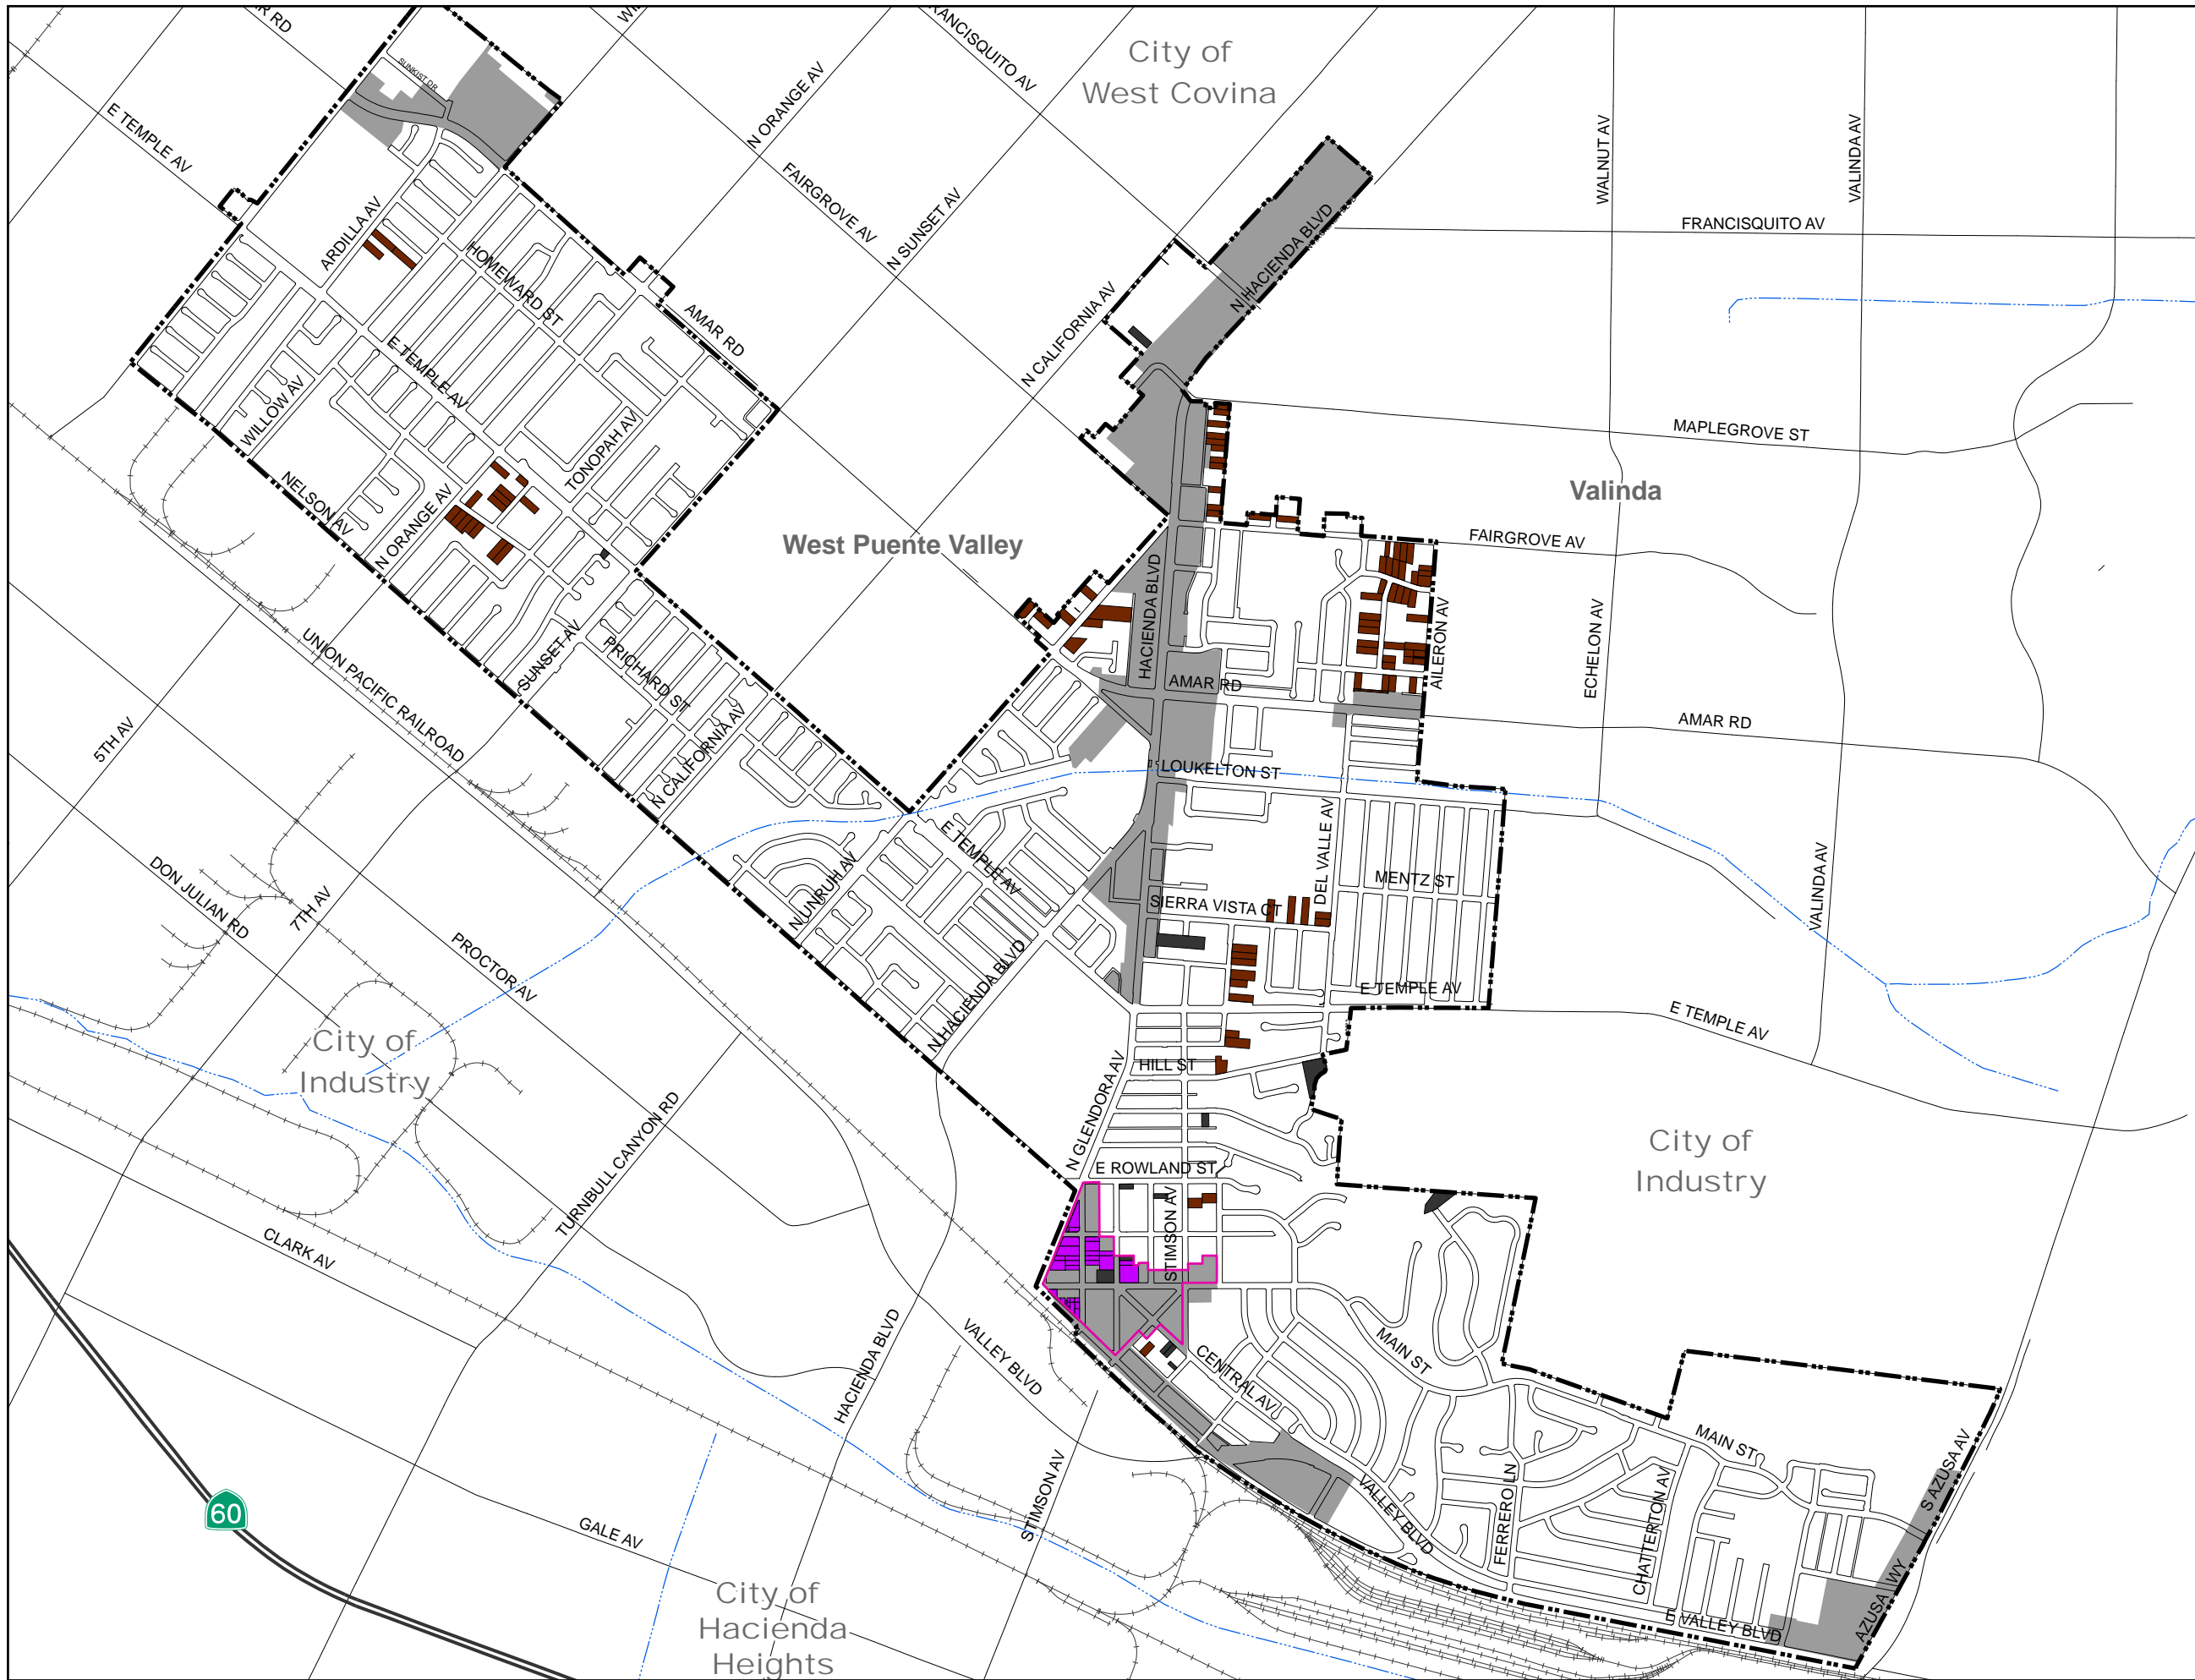 AR RD
WI
RANCISQUITO AV
City of
West Covina
SUNKIST DR
E TEMPLE AV
N ORANGE AV
FAIRGROVE AV
N SUNSET AV
WALNUT AV
VALINDA AV
ARDILLA AV
HOMEWARD ST
FRANCISQUITO AV
N HACIENDA BLVD
AMAR RD
N CALIFORNIA AV
E TEMPLE AV
WILLOW AV
TONOPAH AV
MAPLEGROVE ST
NELSON AV
N ORANGE AV
Valinda
West Puente Valley
FAIRGROVE AV
HACIENDA BLVD
AILERON AV
ECHELON AV
UNION PACIFIC RAILROAD
SUNSET AV
PRICHARD ST
AMAR RD
AMAR RD
5TH AV
N CALIFORNIA AV
LOUKELTON ST
DEL VALLE AV
MENTZ ST
VALINDA AV
E TEMPLE AV
N UNRUH AV
SIERRA VISTA CT
DON JULIAN RD
7TH AV
PROCTOR AV
N HACIENDA BLVD
E TEMPLE AV
E TEMPLE AV
City of
Industry
HILL ST
N GLENDORA AV
TURNBULL CANYON RD
City of
Industry
E ROWLAND ST
STIMSON AV
CLARK AV
HACIENDA BLVD
VALLEY BLVD
MAIN ST
CENTRAL AV
MAIN ST
S AZUSA AV
60
GALE AV
STIMSON AV
VALLEY BLVD
FERRERO LN
CHATTERTON AV
AZUSA WY
E VALLEY BLVD
City of
Hacienda
Heights